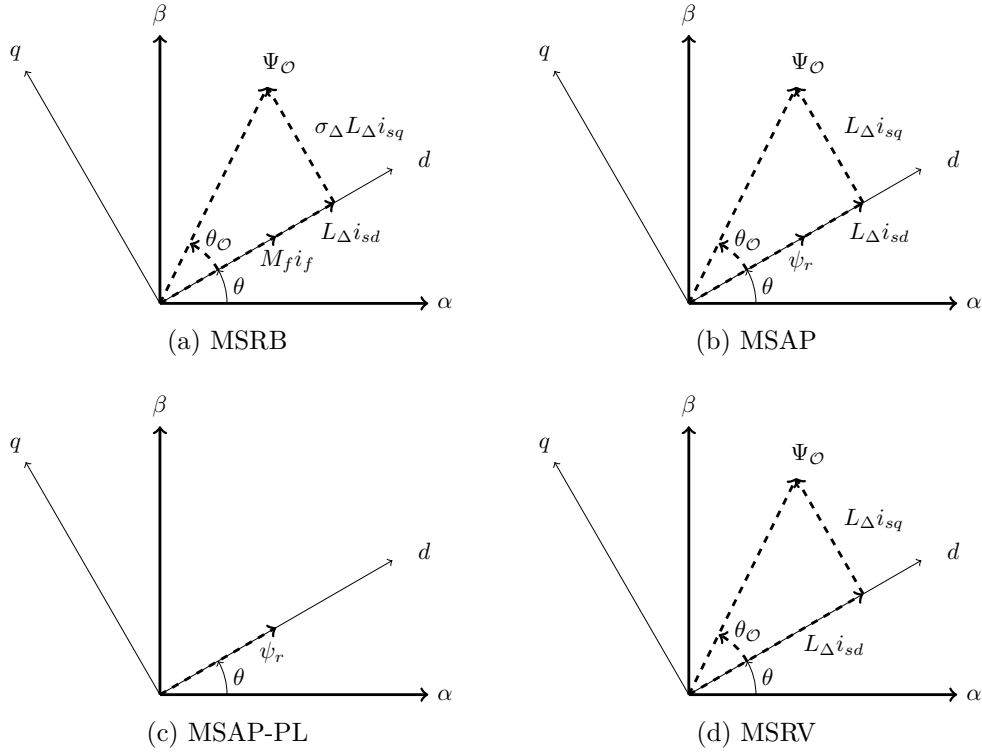 β
q
Ψ_𝒪
σ_Δ L_Δ i_sq
d
θ_𝒪
L_Δ i_sd
M_f i_f
θ
α
(a) MSRB
β
q
Ψ_𝒪
L_Δ i_sq
d
θ_𝒪
L_Δ i_sd
ψ_r
θ
α
(b) MSAP
β
q
d
ψ_r
θ
α
(c) MSAP-PL
β
q
Ψ_𝒪
L_Δ i_sq
d
θ_𝒪
L_Δ i_sd
θ
α
(d) MSRV